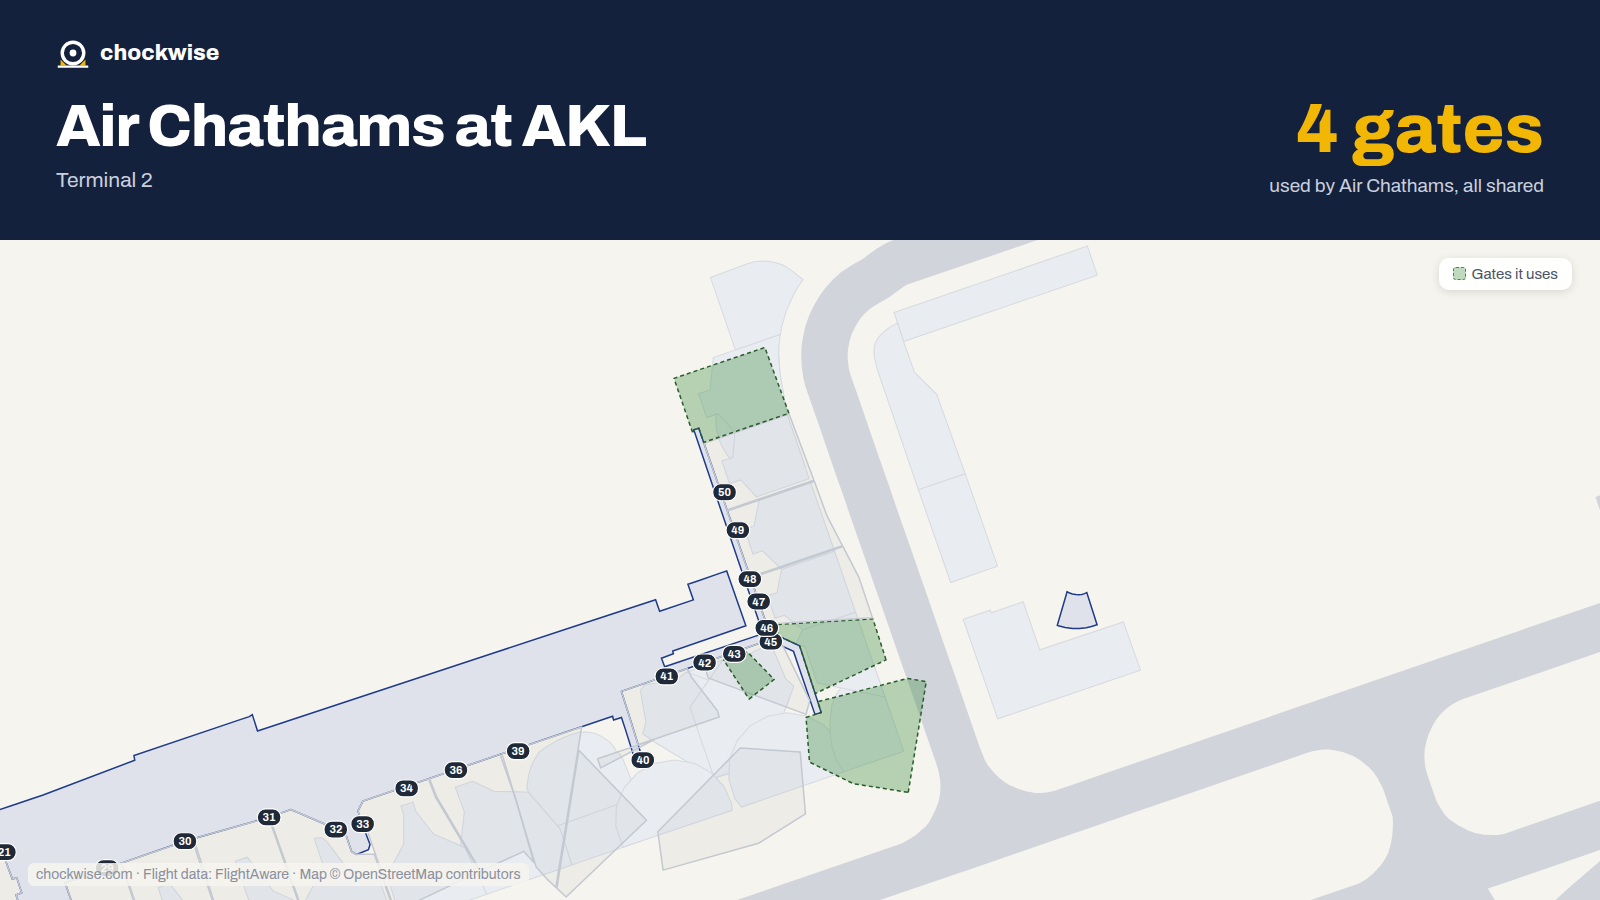 chockwise
Air Chathams at AKL
Terminal 2
4 gates
used by Air Chathams, all shared
Gates it uses
50
49
48
47
46
45
43
42
41
40
39
36
34
33
32
31
30
21
chockwise.com · Flight data: FlightAware · Map © OpenStreetMap contributors